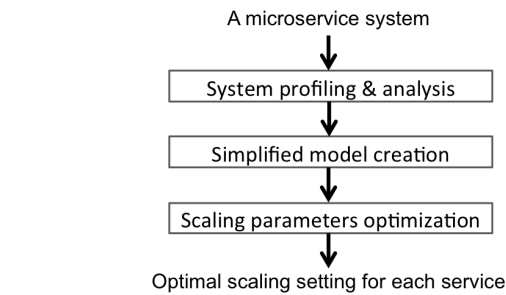 A microservice system
System profiling & analysis
Simplified model creation
Scaling parameters optimization
Optimal scaling setting for each service